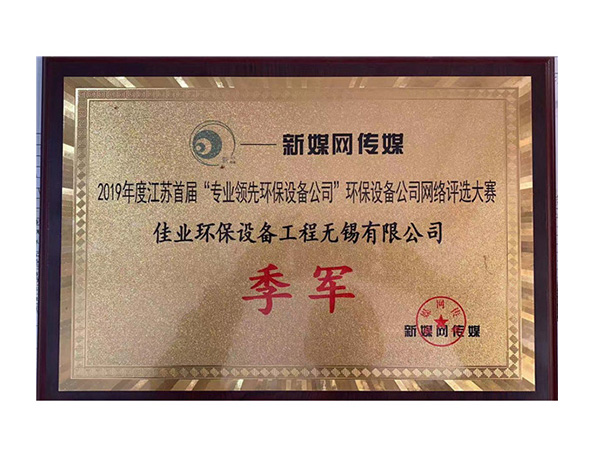 新媒网传媒
2019年度江苏首届“专业领先环保设备公司”环保设备公司网络评选大赛
佳业环保设备工程无锡有限公司
季军
新媒网传媒